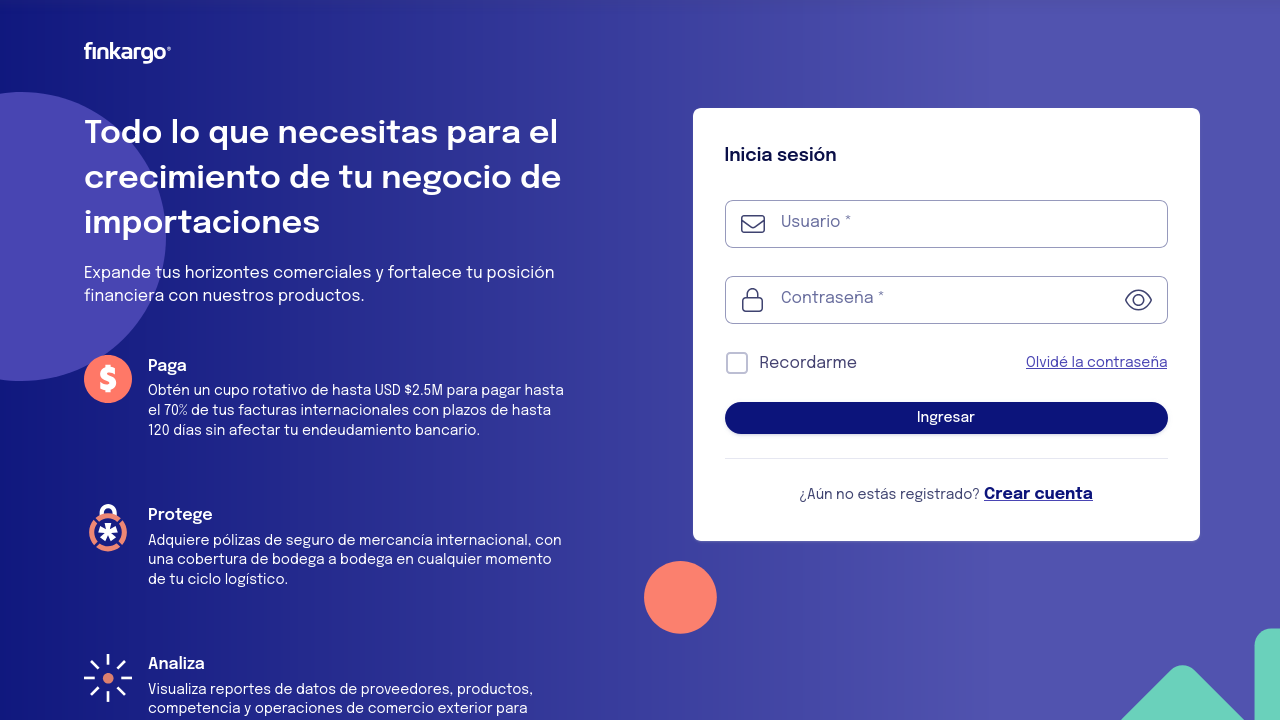 finkargo®
Todo lo que necesitas para el
crecimiento de tu negocio de
importaciones
Expande tus horizontes comerciales y fortalece tu posición
financiera con nuestros productos.
Paga
Obtén un cupo rotativo de hasta USD $2.5M para pagar hasta
el 70% de tus facturas internacionales con plazos de hasta
120 días sin afectar tu endeudamiento bancario.
Protege
Adquiere pólizas de seguro de mercancía internacional, con
una cobertura de bodega a bodega en cualquier momento
de tu ciclo logístico.
Analiza
Visualiza reportes de datos de proveedores, productos,
competencia y operaciones de comercio exterior para
Inicia sesión
Usuario *
Contraseña *
Recordarme
Olvidé la contraseña
Ingresar
¿Aún no estás registrado? Crear cuenta